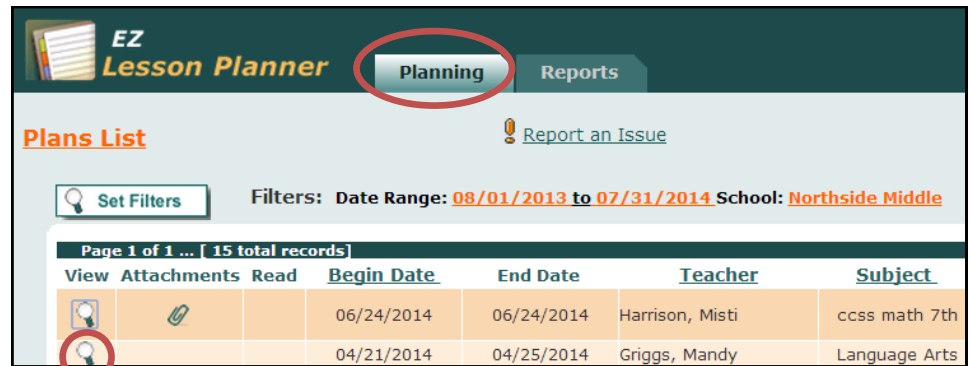 EZ
Lesson Planner
Planning Reports
Plans List Report an Issue
Set Filters Filters: Date Range: 08/01/2013 to 07/31/2014 School: Northside Middle
Page 1 of 1 ... [ 15 total records]
View Attachments Read Begin Date End Date Teacher Subject
06/24/2014 06/24/2014 Harrison, Misti ccss math 7th
04/21/2014 04/25/2014 Griggs, Mandy Language Arts